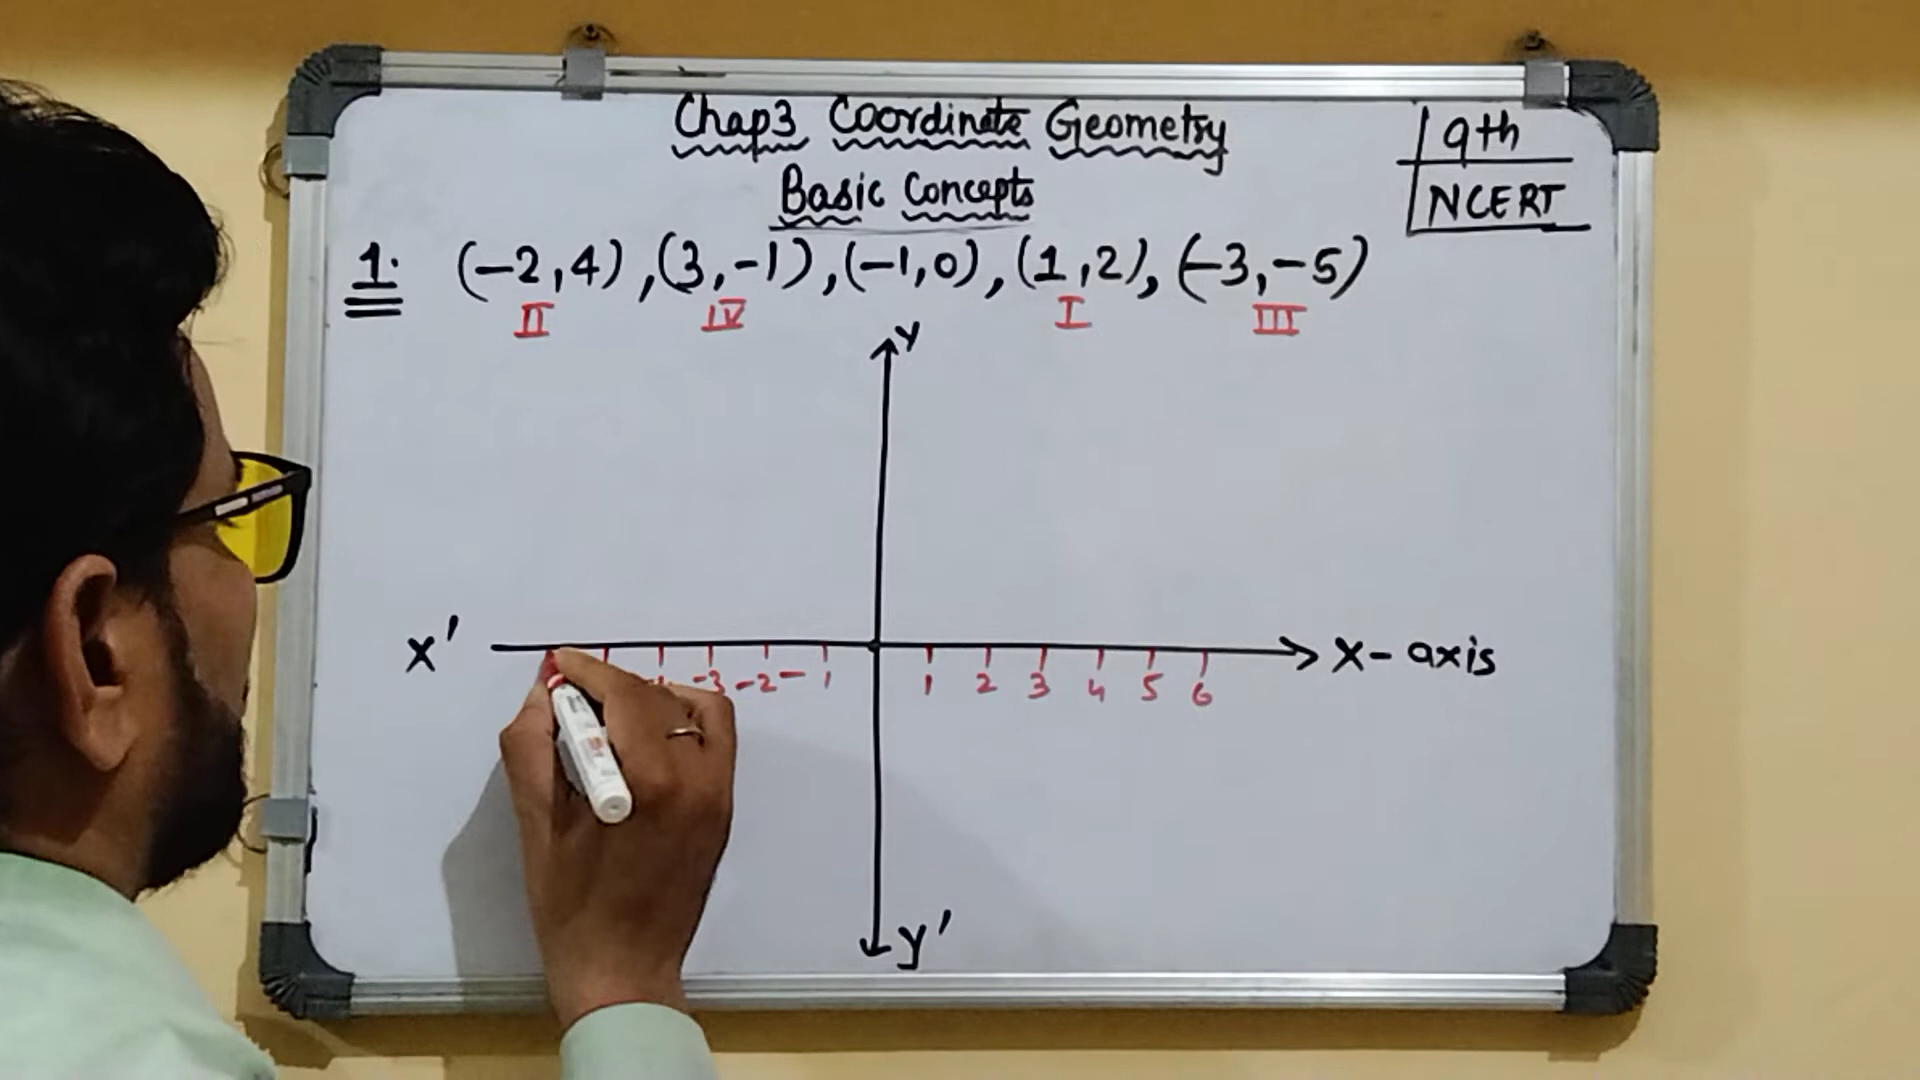 Chap3 Coordinate Geometry
9th
NCERT
Basic Concepts
1. (-2,4), (3,-1), (-1,0), (1,2), (-3,-5)
II IV I III
Y
X' X-axis
-3 -2 -1 1 2 3 4 5 6
Y'